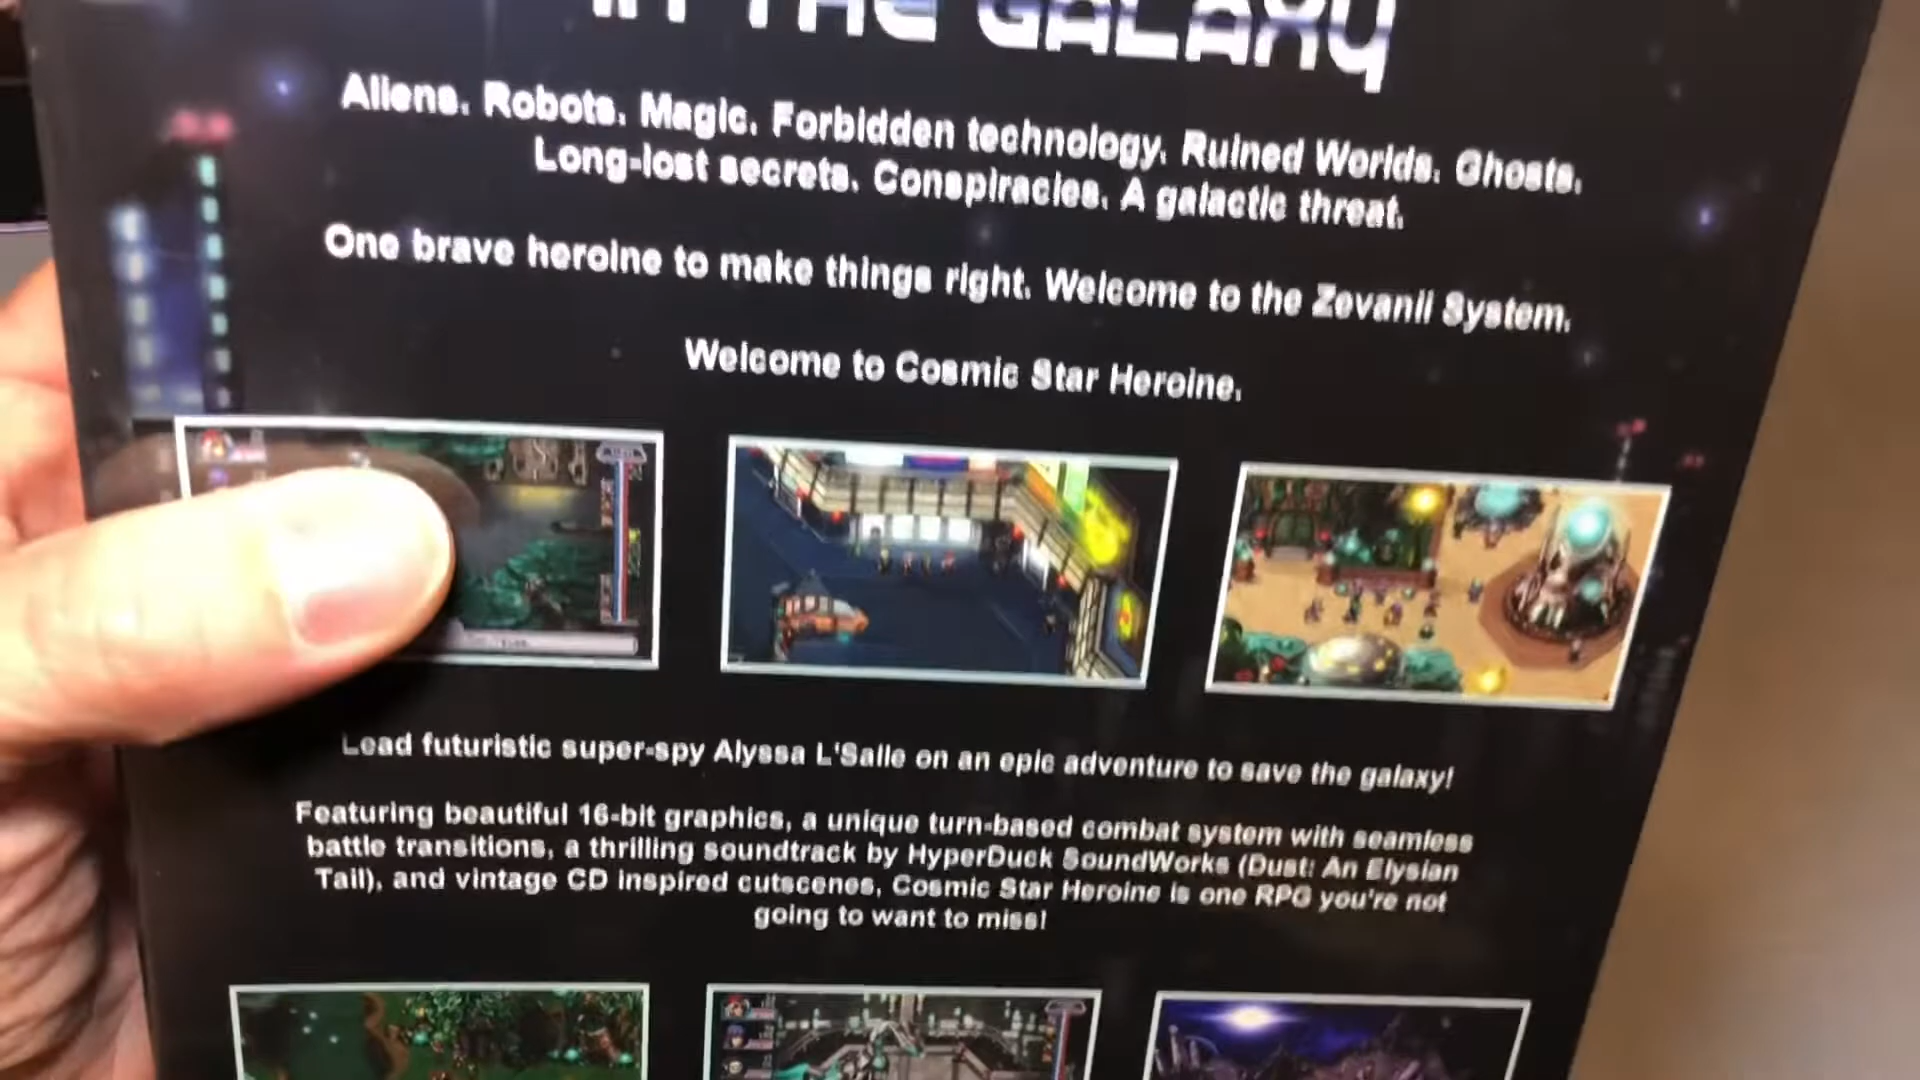 IN THE GALAXY
Aliens. Robots. Magic. Forbidden technology. Ruined Worlds. Ghosts.
Long-lost secrets. Conspiracies. A galactic threat.
One brave heroine to make things right. Welcome to the Zevanii System.
Welcome to Cosmic Star Heroine.
Lead futuristic super-spy Alyssa L'Salle on an epic adventure to save the galaxy!
Featuring beautiful 16-bit graphics, a unique turn-based combat system with seamless
battle transitions, a thrilling soundtrack by HyperDuck SoundWorks (Dust: An Elysian
Tail), and vintage CD inspired cutscenes, Cosmic Star Heroine is one RPG you're not
going to want to miss!